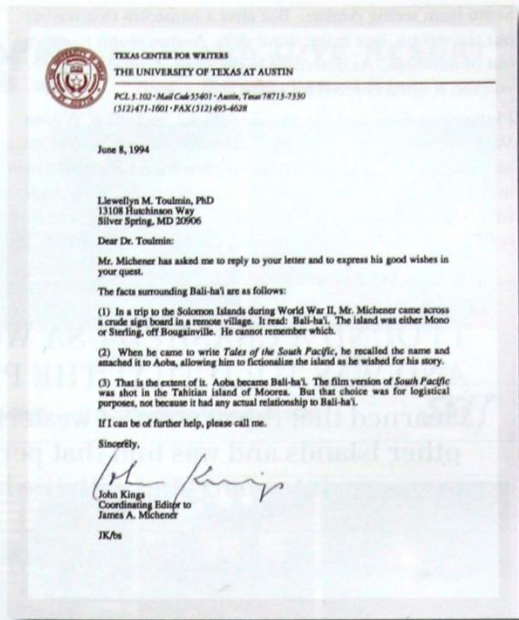 TEXAS CENTER FOR WRITERS
THE UNIVERSITY OF TEXAS AT AUSTIN
PCL 3.102 • Mail Code 55401 • Austin, Texas 78713-7330
(512)471-1601 • FAX (512)495-4628
June 8, 1994
Llewellyn M. Toulmin, PhD
13108 Hutchinson Way
Silver Spring, MD 20906
Dear Dr. Toulmin:
Mr. Michener has asked me to reply to your letter and to express his good wishes in
your quest.
The facts surrounding Bali-ha'i are as follows:
(1) In a trip to the Solomon Islands during World War II, Mr. Michener came across
a crude sign board in a remote village. It read: Bali-ha'i. The island was either Mono
or Sterling, off Bougainville. He cannot remember which.
(2) When he came to write Tales of the South Pacific, he recalled the name and
attached it to Aoba, allowing him to fictionalize the island as he wished for his story.
(3) That is the extent of it. Aoba became Bali-ha'i. The film version of South Pacific
was shot in the Tahitian island of Moorea. But that choice was for logistical
purposes, not because it had any actual relationship to Bali-ha'i.
If I can be of further help, please call me.
Sincerely,
John Kings
John Kings
Coordinating Editor to
James A. Michener
JK/bs